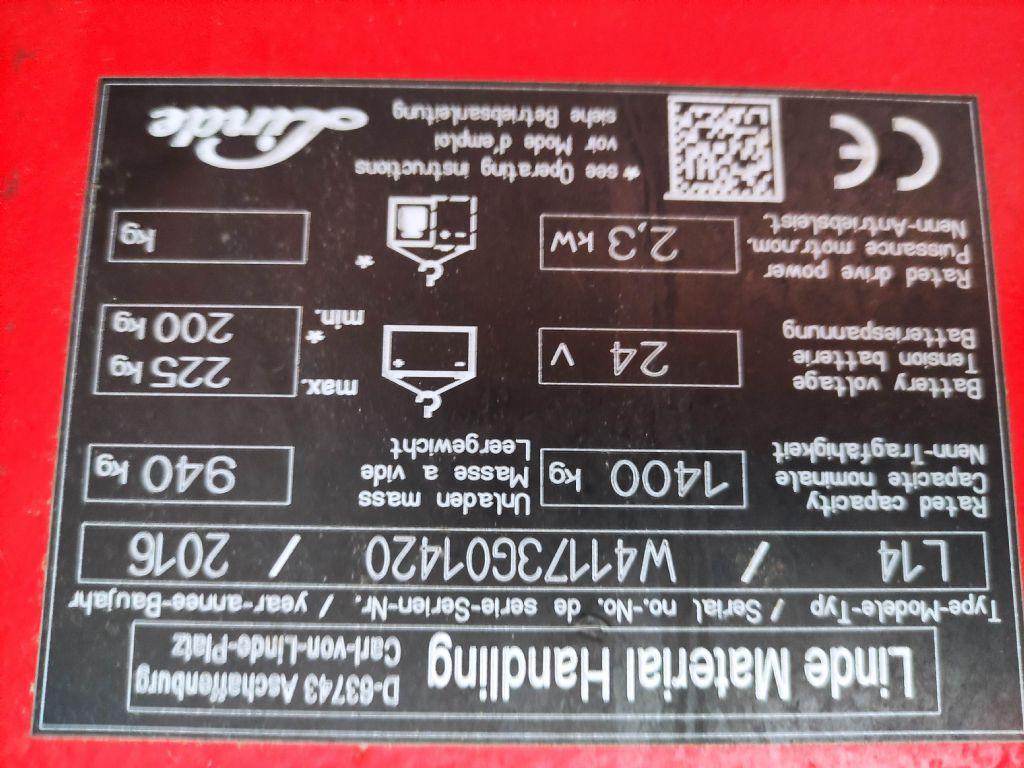 Linde Material Handling
D-63743 Aschaffenburg
Carl-von-Linde-Platz
Type-Modele-Typ / Serial no.-No. de serie-Serien-Nr. / year-annee-Baujahr
L14 / W41173G01420 / 2016
Rated capacity
Capacite nominale
Nenn-Tragfähigkeit
1400 kg
Unladen mass
Masse a vide
Leergewicht
940 kg
Battery voltage
Tension batterie
Batteriespannung
24 V
max.
225 kg
* min.
200 kg
Rated drive power
Puissance motr.nom.
Nenn-Antriebsleist.
2,3 kW
*
kg
CE
* see Operating instructions
voir Mode d'emploi
siehe Betriebsanleitung
Linde